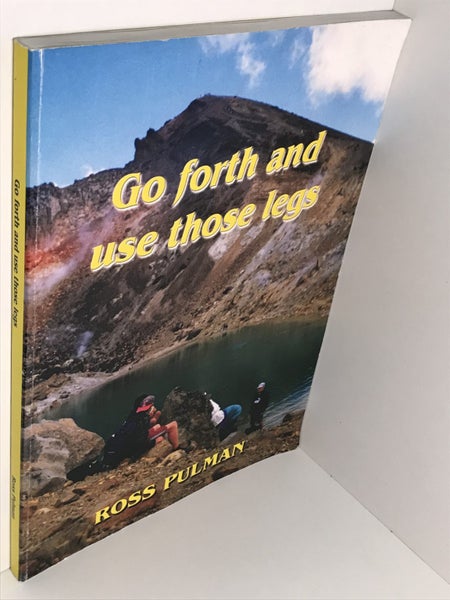 Go forth and
use those legs
ROSS PULMAN
Go forth and use those legs
Ross Pulman